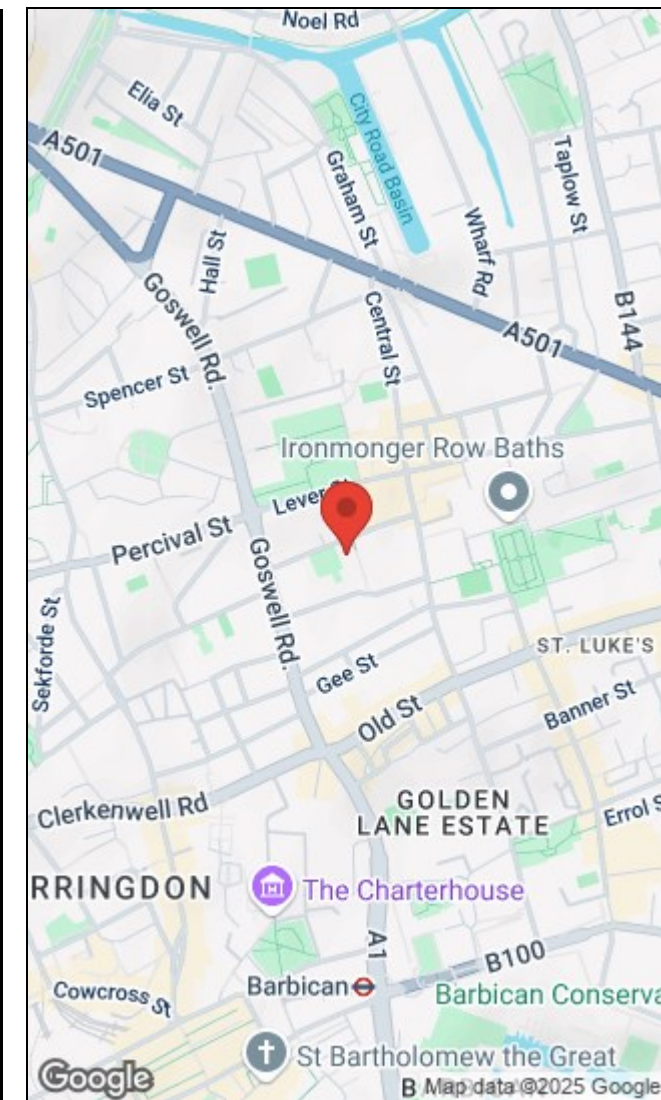 Noel Rd
Elia St
City Road Basin
A501
Taplow St
Graham St
Wharf Rd
Hall St
Goswell Rd.
Central St
B144
A501
Spencer St
Ironmonger Row Baths
Lever St
Percival St
Goswell Rd.
Sekforde St
ST. LUKE'S
Gee St
Old St
Banner St
GOLDEN
LANE ESTATE
Clerkenwell Rd
Errol S
RRINGDON
The Charterhouse
A1
B100
Barbican
Barbican Conserva
Cowcross St
St Bartholomew the Great
Google
B Map data ©2025 Google